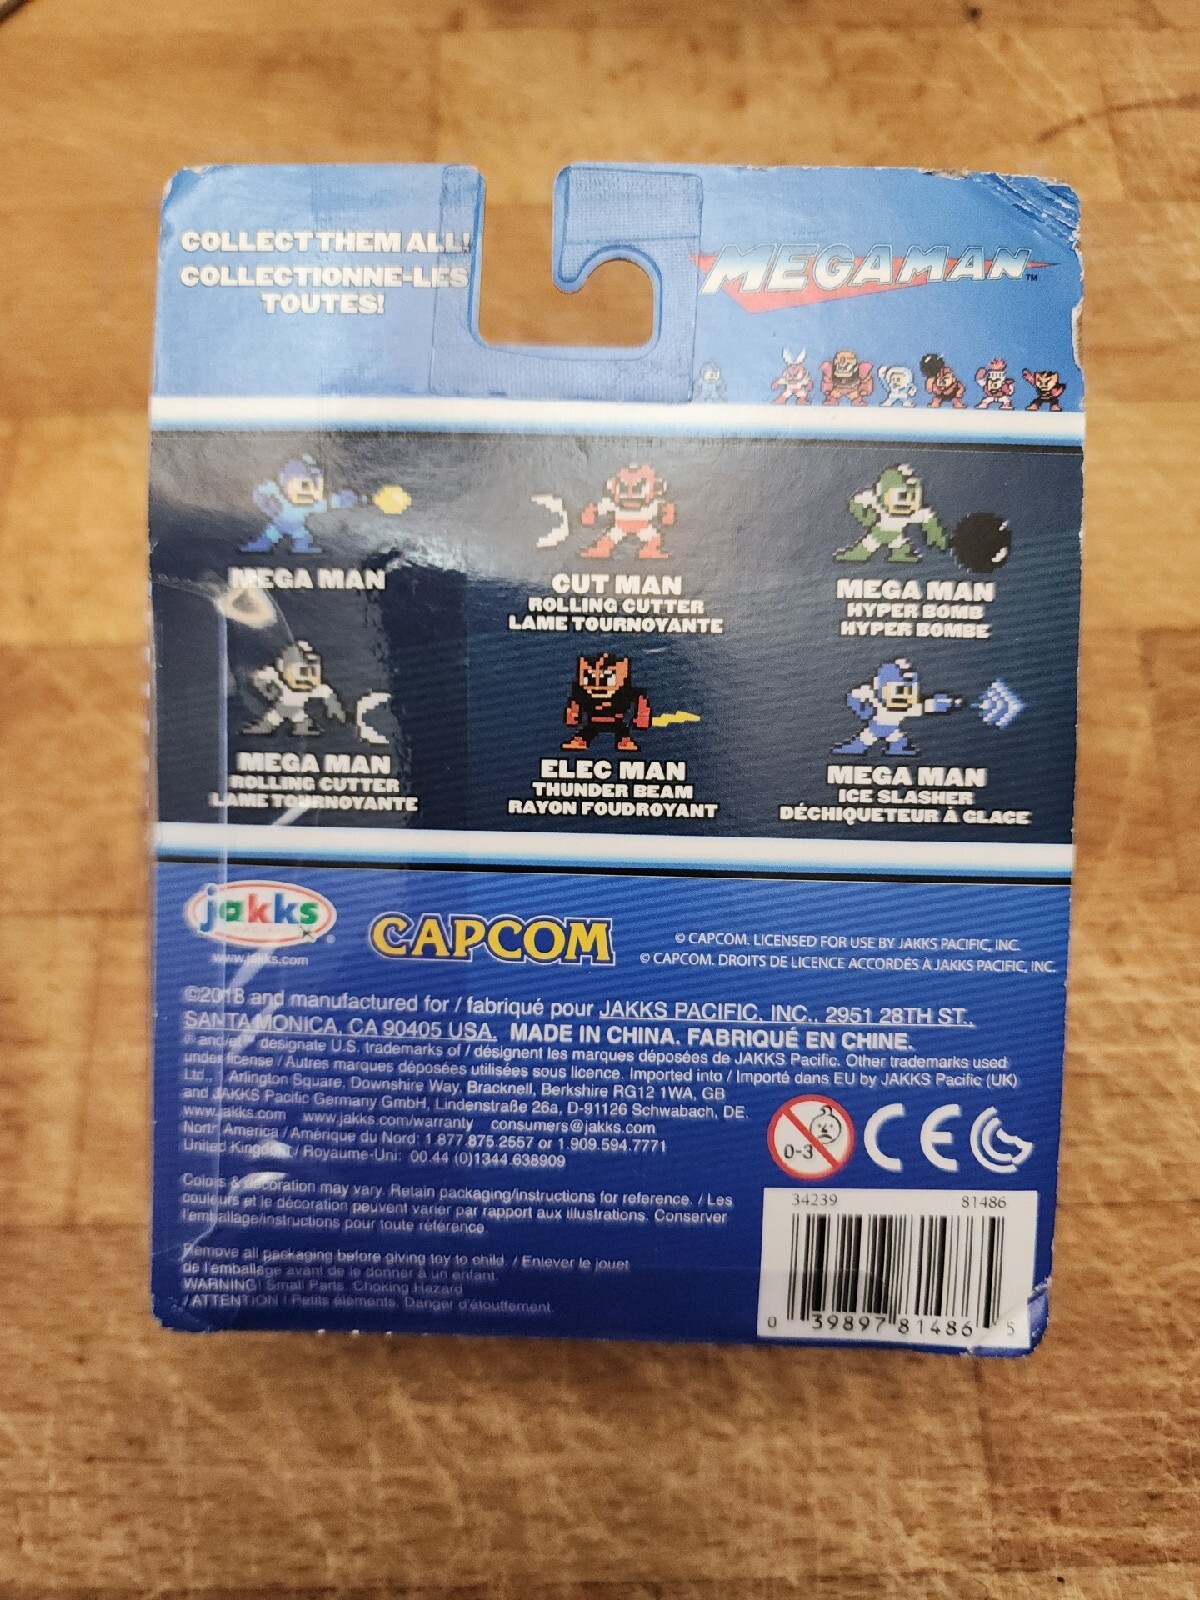 COLLECT THEM ALL!
COLLECTIONNE-LES
TOUTES!
MEGAMAN™
MEGA MAN
CUT MAN
ROLLING CUTTER
LAME TOURNOYANTE
MEGA MAN
HYPER BOMB
HYPER BOMBE
MEGA MAN
ROLLING CUTTER
LAME TOURNOYANTE
ELEC MAN
THUNDER BEAM
RAYON FOUDROYANT
MEGA MAN
ICE SLASHER
DÉCHIQUETEUR À GLACE
jakks
®
www.jakks.com
CAPCOM
© CAPCOM. LICENSED FOR USE BY JAKKS PACIFIC, INC.
© CAPCOM. DROITS DE LICENCE ACCORDÉS À JAKKS PACIFIC, INC.
©2018 and manufactured for / fabriqué pour JAKKS PACIFIC, INC., 2951 28TH ST.,
SANTA MONICA, CA 90405 USA. MADE IN CHINA. FABRIQUÉ EN CHINE.
® and/et designate U.S. trademarks of / désignent les marques déposées de JAKKS Pacific. Other trademarks used
under license / Autres marques déposées utilisées sous licence. Imported into / Importé dans EU by JAKKS Pacific (UK)
Ltd., Arlington Square, Downshire Way, Bracknell, Berkshire RG12 1WA, GB
and JAKKS Pacific Germany GmbH, Lindenstraße 26a, D-91126 Schwabach, DE.
www.jakks.com www.jakks.com/warranty consumers@jakks.com
North America / Amérique du Nord: 1.877.875.2557 or 1.909.594.7771
United Kingdom / Royaume-Uni: 00.44 (0)1344.638909
Colors & decoration may vary. Retain packaging/instructions for reference. / Les
couleurs et le décoration peuvent varier par rapport aux illustrations. Conserver
l'emballage/instructions pour toute référence.
Remove all packaging before giving toy to child. / Enlever le jouet
de l'emballage avant de le donner à un enfant.
WARNING! Small Parts. Choking Hazard
/ ATTENTION ! Petits éléments. Danger d'étouffement.
0-3
CE
34239 81486
0 39897 81486 5